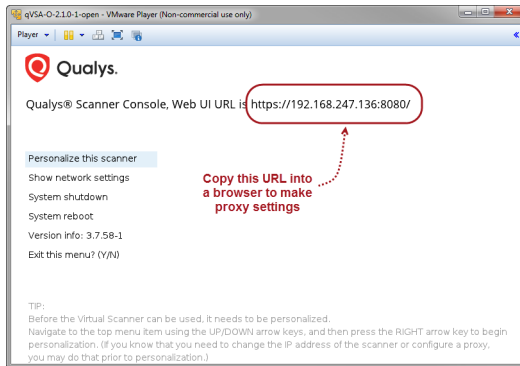 qVSA-O-2.1.0-1-open - VMware Player (Non-commercial use only)
Player
Qualys.
Qualys® Scanner Console, Web UI URL is https://192.168.247.136:8080/
Personalize this scanner
Show network settings
System shutdown
System reboot
Version info: 3.7.58-1
Exit this menu? (Y/N)
Copy this URL into
a browser to make
proxy settings
TIP:
Before the Virtual Scanner can be used, it needs to be personalized.
Navigate to the top menu item using the UP/DOWN arrow keys, and then press the RIGHT arrow key to begin
personalization. (If you know that you need to change the IP address of the scanner or configure a proxy,
you may do that prior to personalization.)